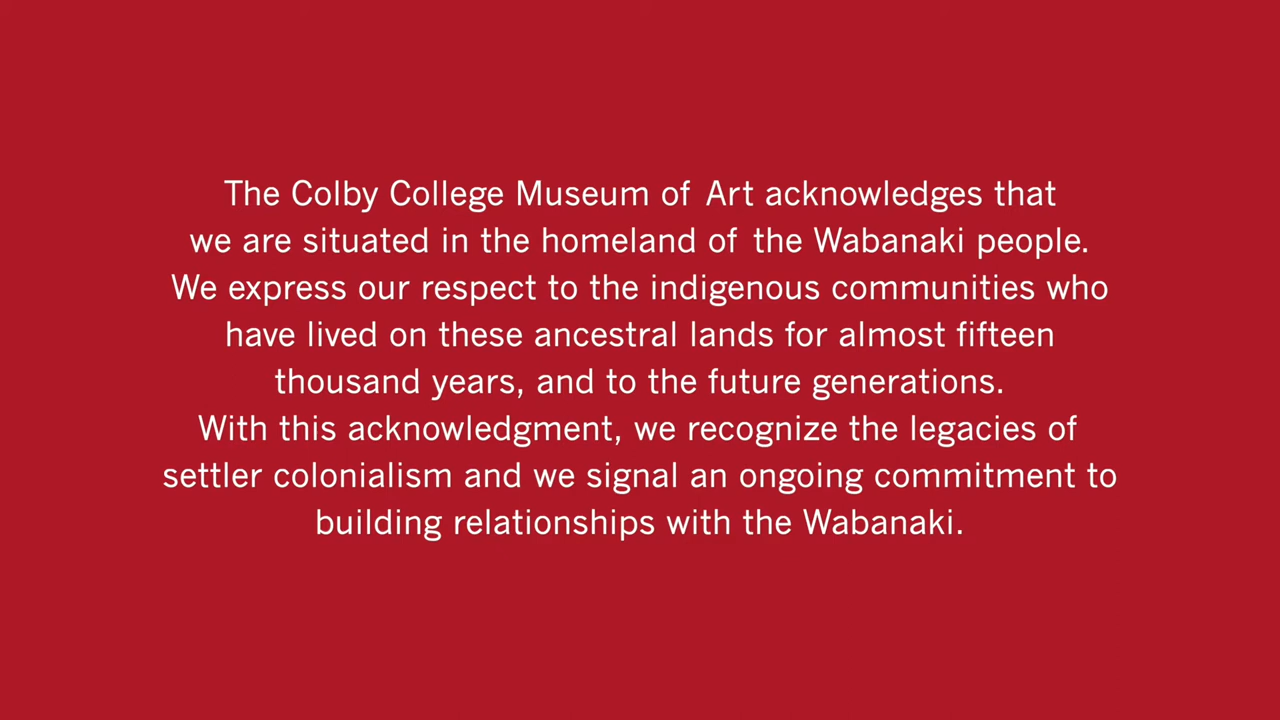 The Colby College Museum of Art acknowledges that
we are situated in the homeland of the Wabanaki people.
We express our respect to the indigenous communities who
have lived on these ancestral lands for almost fifteen
thousand years, and to the future generations.
With this acknowledgment, we recognize the legacies of
settler colonialism and we signal an ongoing commitment to
building relationships with the Wabanaki.